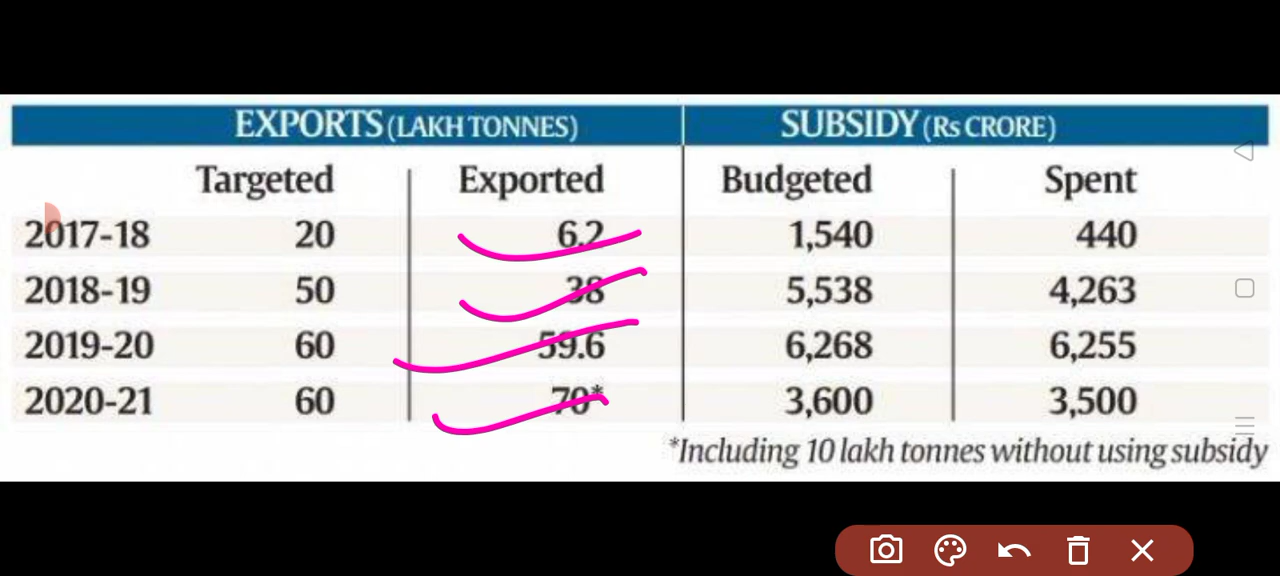 EXPORTS (LAKH TONNES) SUBSIDY (Rs CRORE)
Targeted Exported Budgeted Spent
2017-18 20 6.2 1,540 440
2018-19 50 38 5,538 4,263
2019-20 60 59.6 6,268 6,255
2020-21 60 70* 3,600 3,500
*Including 10 lakh tonnes without using subsidy